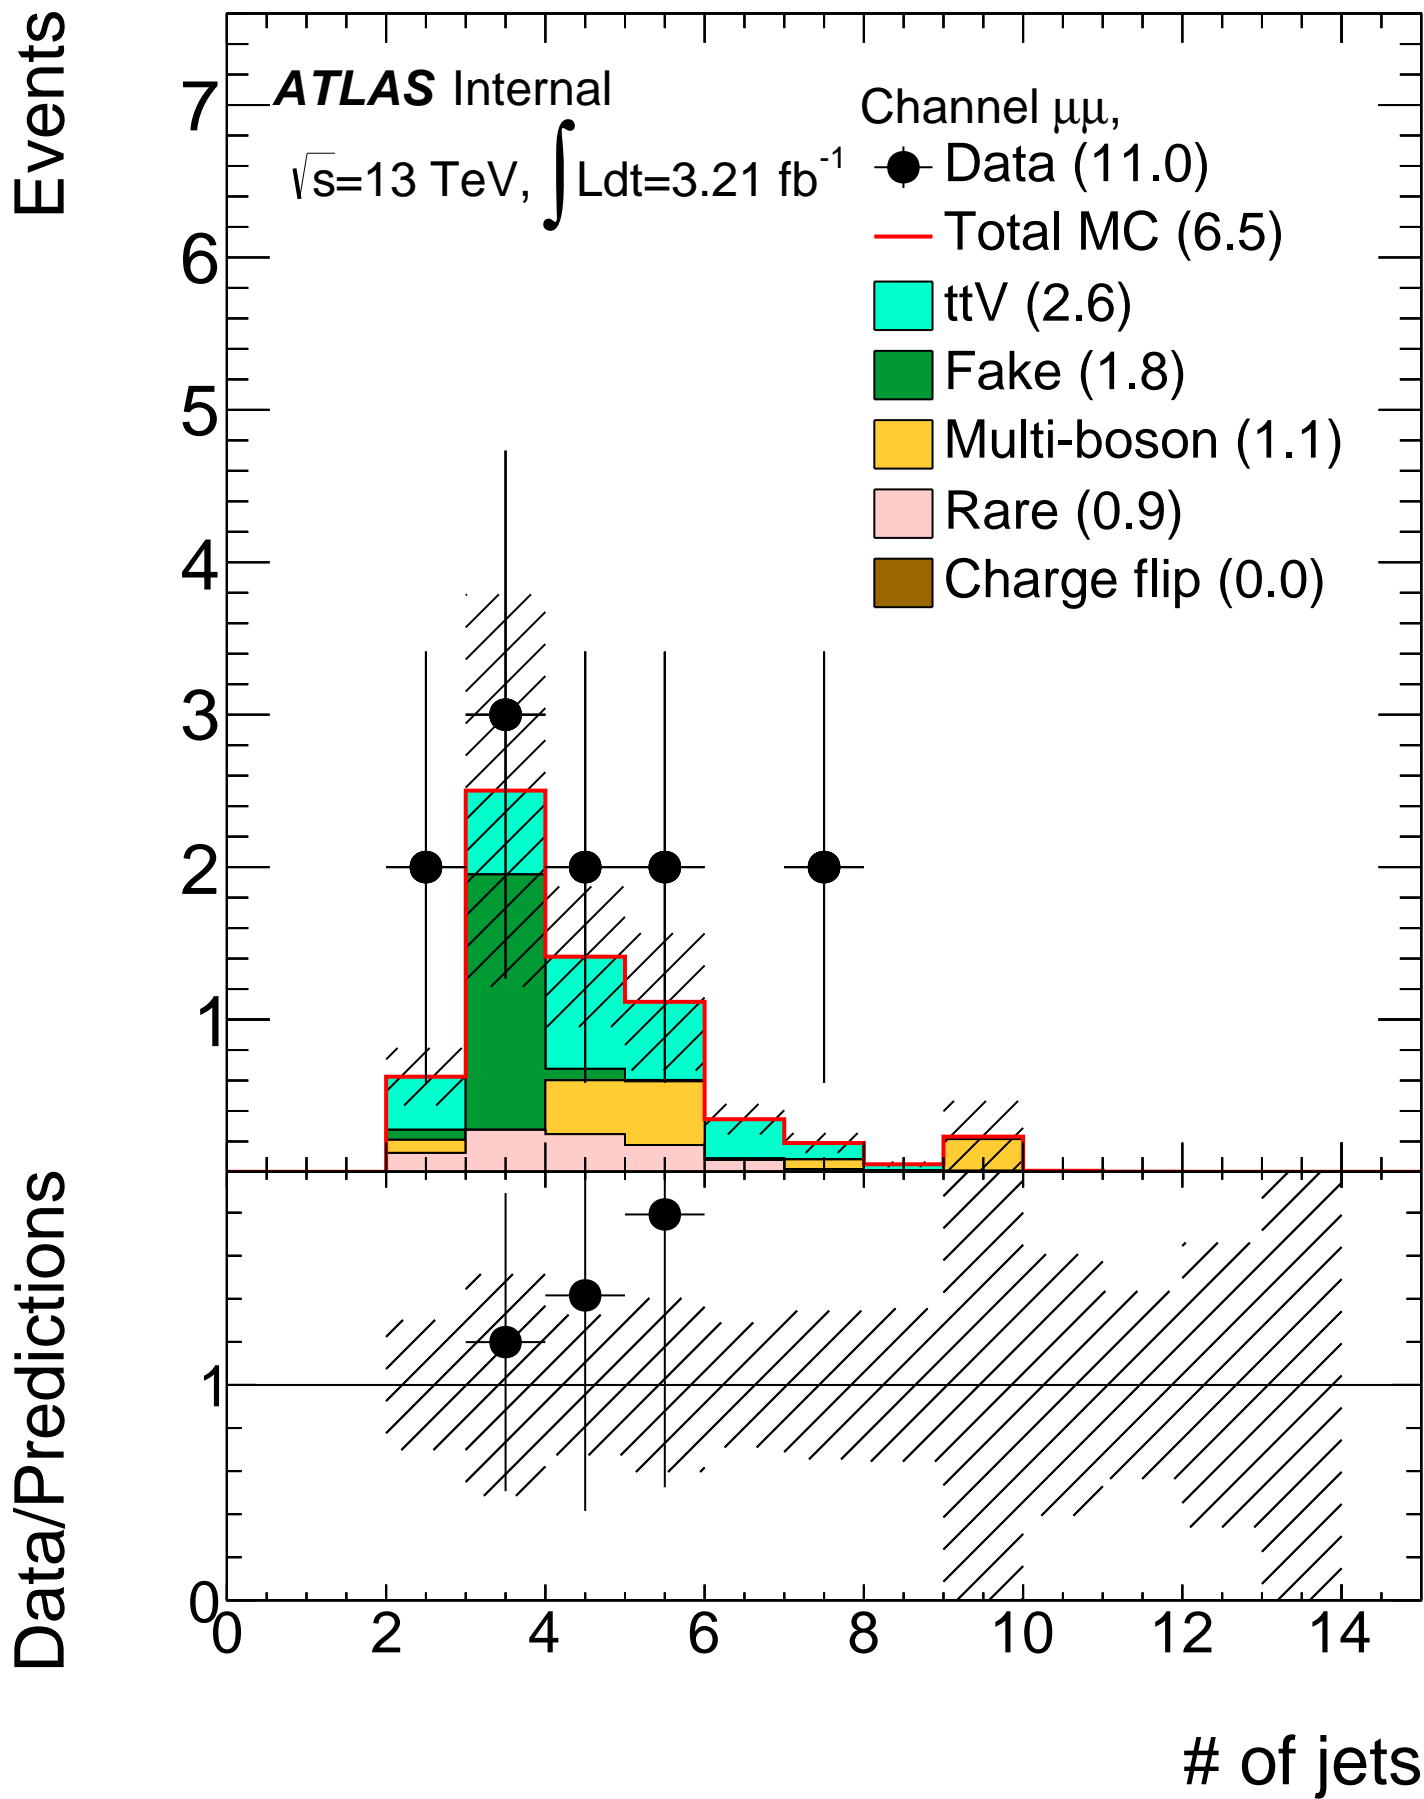 Events
7
6
5
4
3
2
1
ATLAS Internal
√s=13 TeV, ∫Ldt=3.21 fb⁻¹
Channel μμ,
Data (11.0)
Total MC (6.5)
ttV (2.6)
Fake (1.8)
Multi-boson (1.1)
Rare (0.9)
Charge flip (0.0)
Data/Predictions
1
0
0 2 4 6 8 10 12 14
# of jets